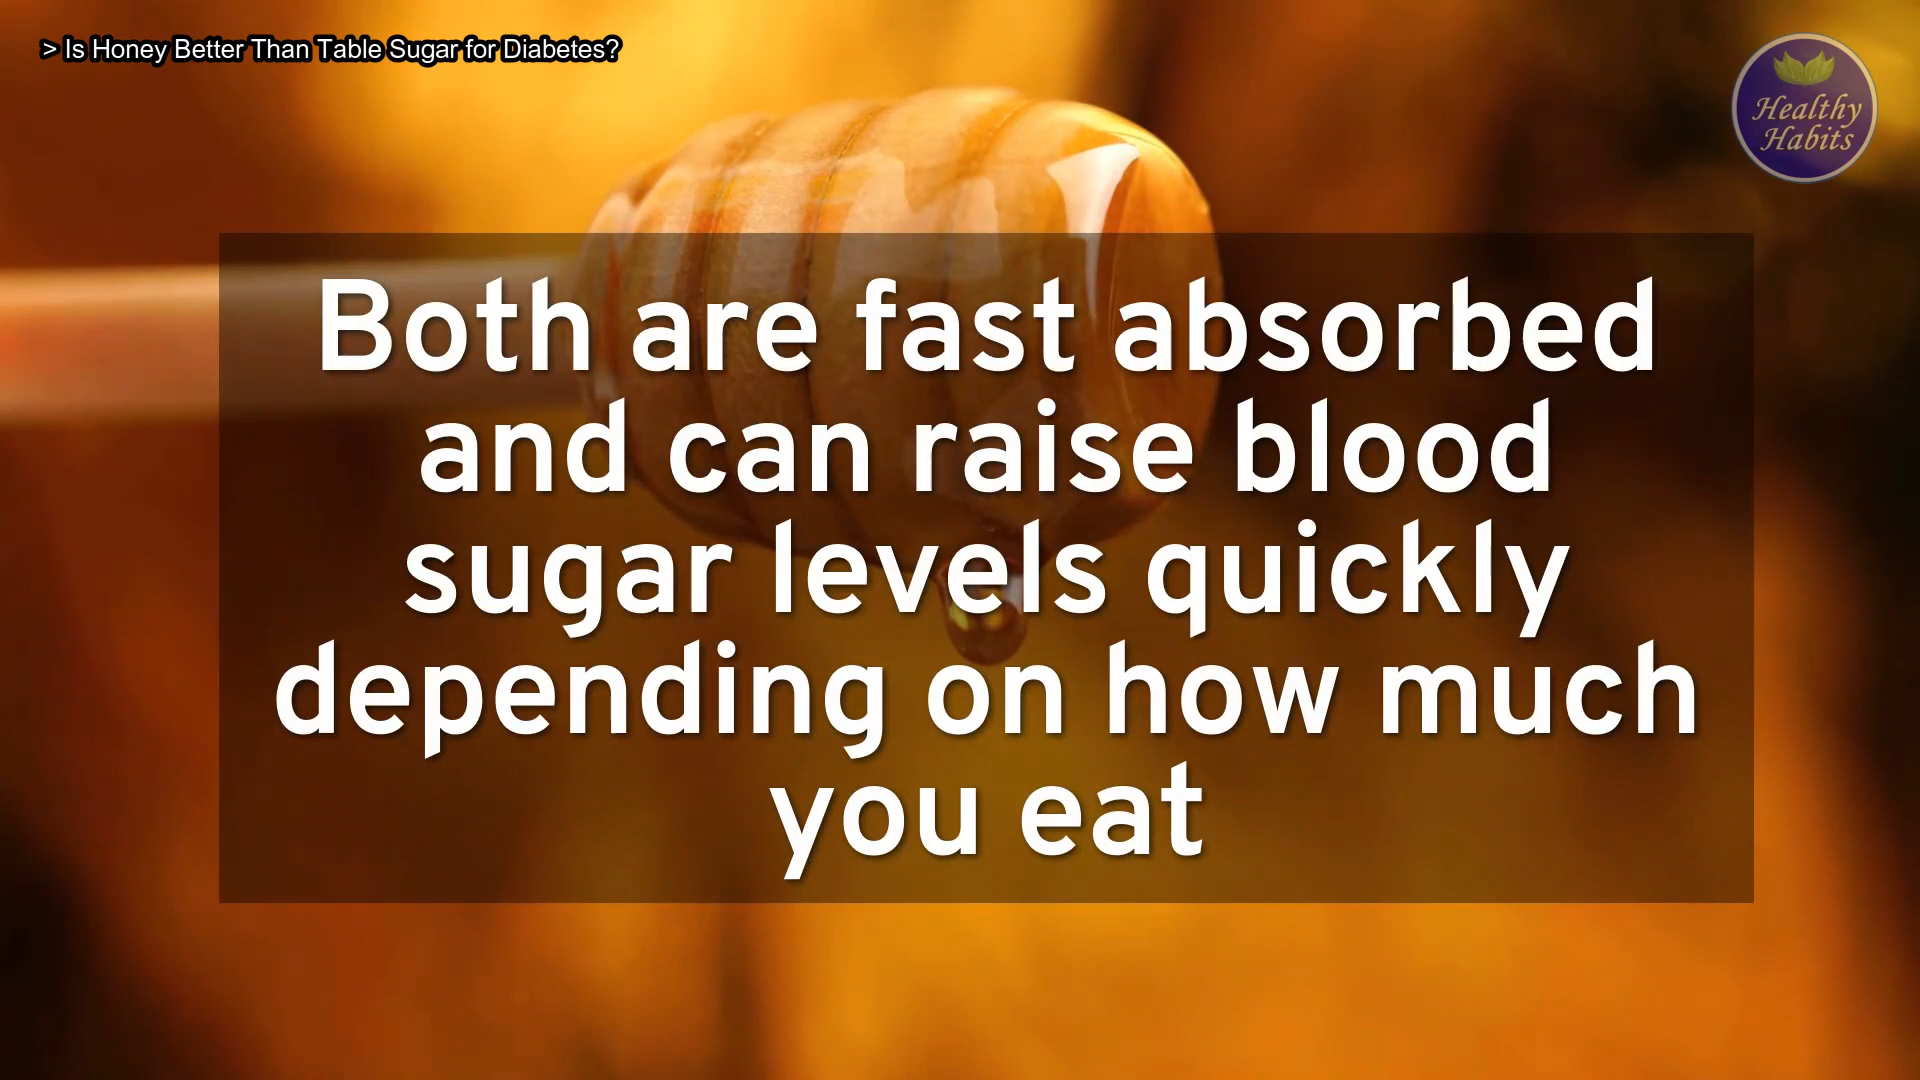 > Is Honey Better Than Table Sugar for Diabetes?
Healthy
Habits
Both are fast absorbed
and can raise blood
sugar levels quickly
depending on how much
you eat